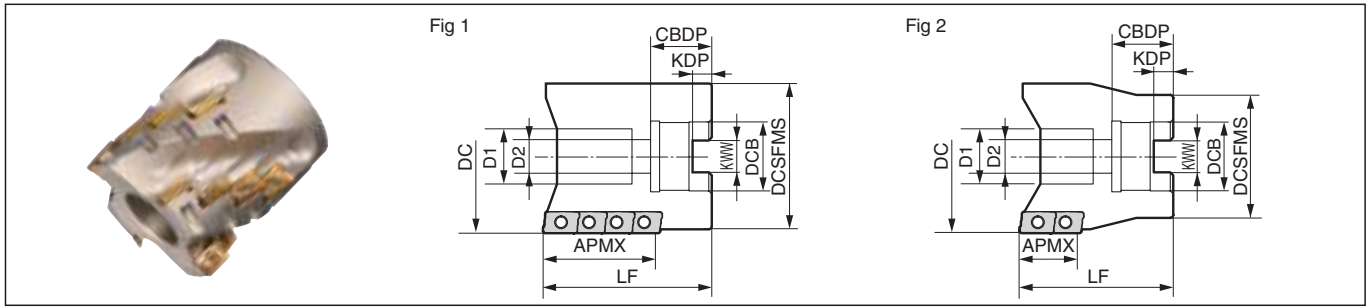 Fig 1
CBDP
KDP
DC
D1
D2
KWW
DCB
DCSFMS
APMX
LF
Fig 2
CBDP
KDP
DC
D1
D2
KWW
DCB
DCSFMS
APMX
LF